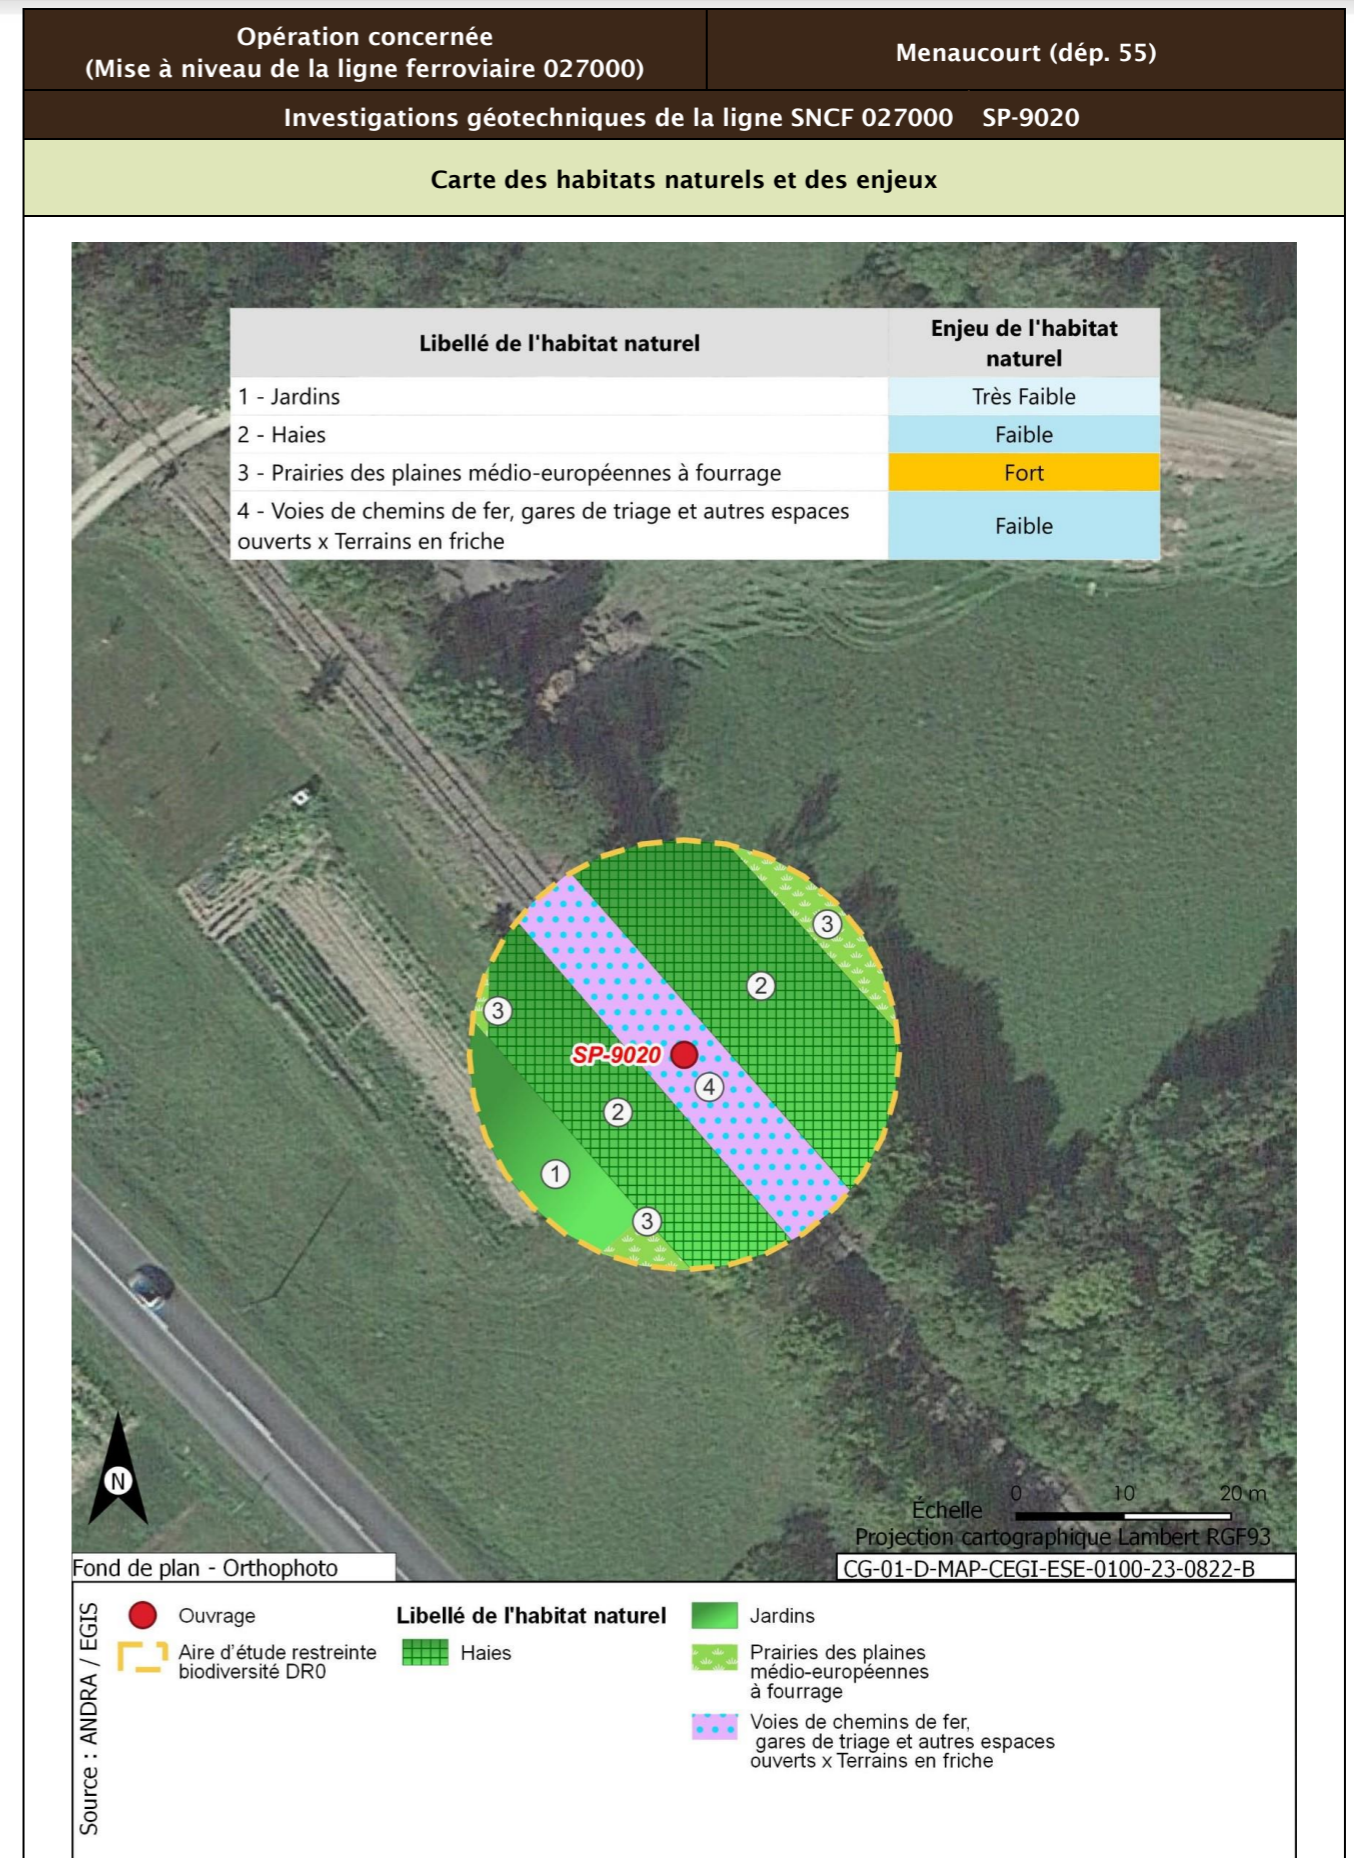 Opération concernée
(Mise à niveau de la ligne ferroviaire 027000)
Menaucourt (dép. 55)
Investigations géotechniques de la ligne SNCF 027000 SP-9020
Carte des habitats naturels et des enjeux
Libellé de l'habitat naturel
Enjeu de l'habitat
naturel
1 - Jardins
Très Faible
2 - Haies
Faible
3 - Prairies des plaines médio-européennes à fourrage
Fort
4 - Voies de chemins de fer, gares de triage et autres espaces
ouverts x Terrains en friche
Faible
3
2
3
SP-9020
4
2
1
3
N
0 10 20 m
Échelle
Projection cartographique Lambert RGF93
Fond de plan - Orthophoto
CG-01-D-MAP-CEGI-ESE-0100-23-0822-B
Source : ANDRA / EGIS
Ouvrage
Aire d'étude restreinte
biodiversité DR0
Libellé de l'habitat naturel
Haies
Jardins
Prairies des plaines
médio-européennes
à fourrage
Voies de chemins de fer,
gares de triage et autres espaces
ouverts x Terrains en friche